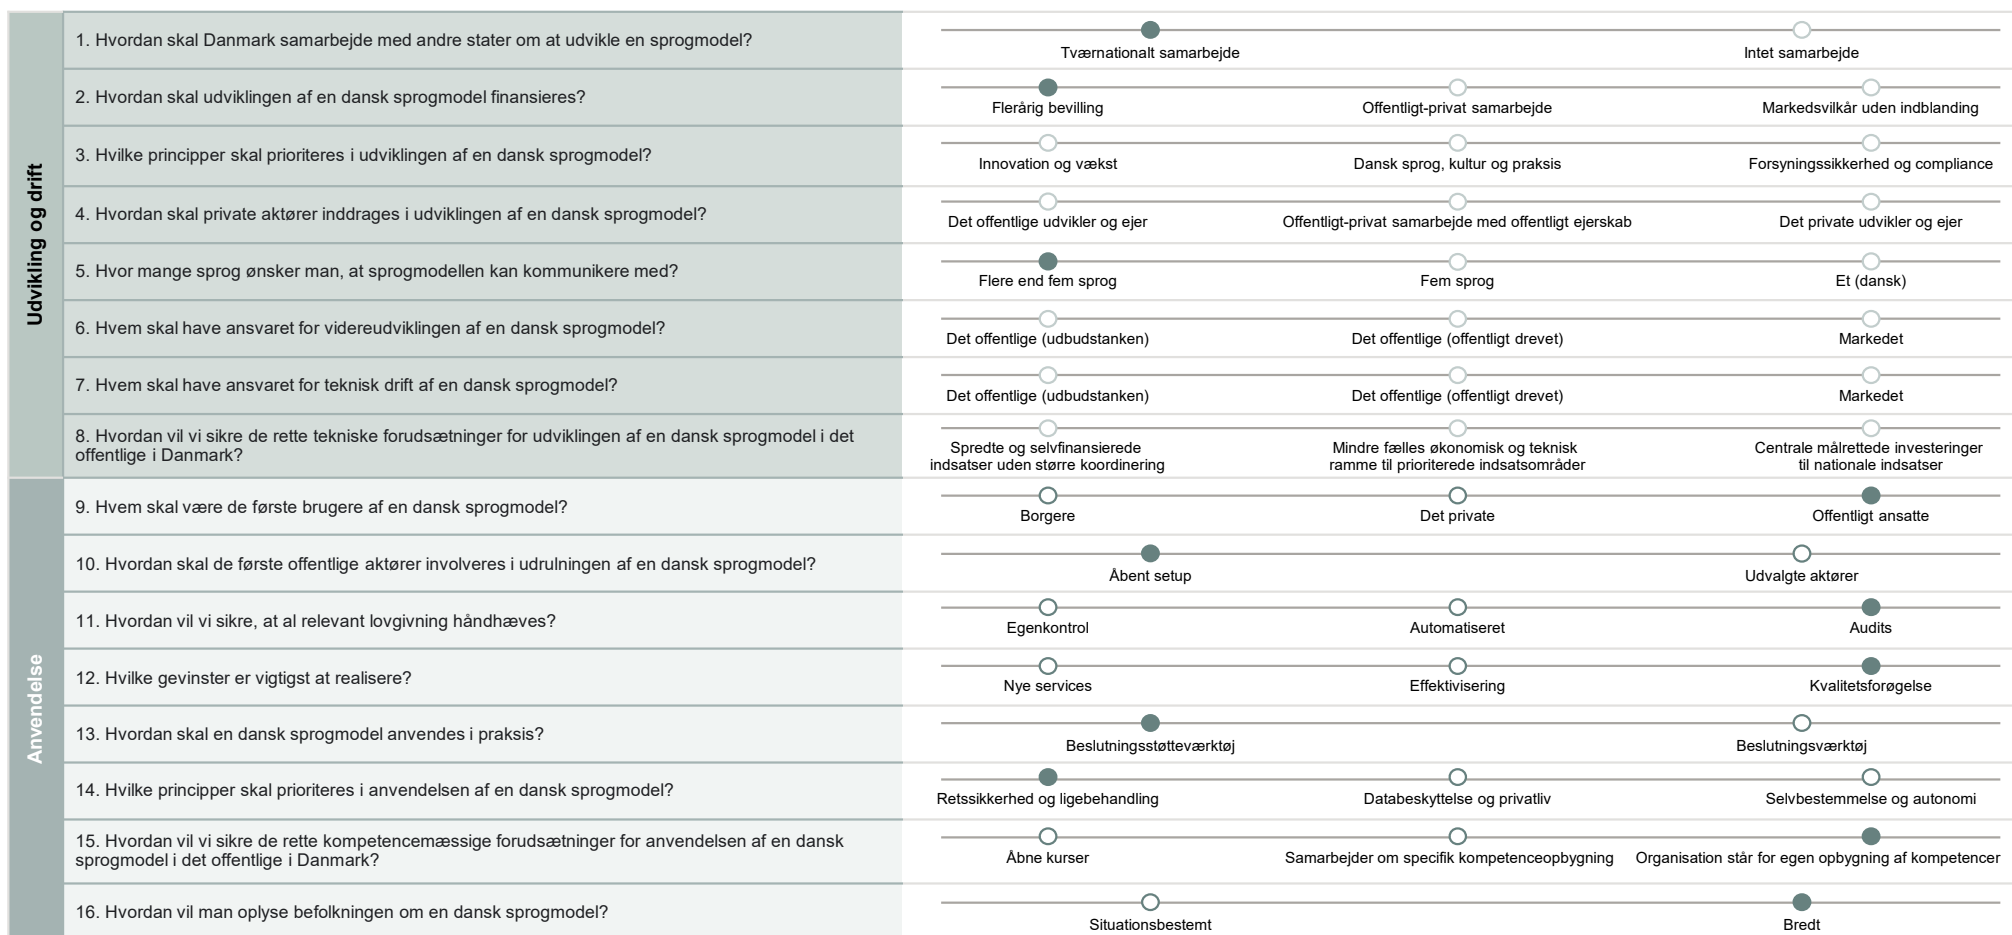 Udvikling og drift
1. Hvordan skal Danmark samarbejde med andre stater om at udvikle en sprogmodel?
Tværnationalt samarbejde
Intet samarbejde
2. Hvordan skal udviklingen af en dansk sprogmodel finansieres?
Flerårig bevilling
Offentligt-privat samarbejde
Markedsvilkår uden indblanding
3. Hvilke principper skal prioriteres i udviklingen af en dansk sprogmodel?
Innovation og vækst
Dansk sprog, kultur og praksis
Forsyningssikkerhed og compliance
4. Hvordan skal private aktører inddrages i udviklingen af en dansk sprogmodel?
Det offentlige udvikler og ejer
Offentligt-privat samarbejde med offentligt ejerskab
Det private udvikler og ejer
5. Hvor mange sprog ønsker man, at sprogmodellen kan kommunikere med?
Flere end fem sprog
Fem sprog
Et (dansk)
6. Hvem skal have ansvaret for videreudviklingen af en dansk sprogmodel?
Det offentlige (udbudstanken)
Det offentlige (offentligt drevet)
Markedet
7. Hvem skal have ansvaret for teknisk drift af en dansk sprogmodel?
Det offentlige (udbudstanken)
Det offentlige (offentligt drevet)
Markedet
8. Hvordan vil vi sikre de rette tekniske forudsætninger for udviklingen af en dansk sprogmodel i det
offentlige i Danmark?
Spredte og selvfinansierede
indsatser uden større koordinering
Mindre fælles økonomisk og teknisk
ramme til prioriterede indsatsområder
Centrale målrettede investeringer
til nationale indsatser
Anvendelse
9. Hvem skal være de første brugere af en dansk sprogmodel?
Borgere
Det private
Offentligt ansatte
10. Hvordan skal de første offentlige aktører involveres i udrulningen af en dansk sprogmodel?
Åbent setup
Udvalgte aktører
11. Hvordan vil vi sikre, at al relevant lovgivning håndhæves?
Egenkontrol
Automatiseret
Audits
12. Hvilke gevinster er vigtigst at realisere?
Nye services
Effektivisering
Kvalitetsforøgelse
13. Hvordan skal en dansk sprogmodel anvendes i praksis?
Beslutningsstøtteværktøj
Beslutningsværktøj
14. Hvilke principper skal prioriteres i anvendelsen af en dansk sprogmodel?
Retssikkerhed og ligebehandling
Databeskyttelse og privatliv
Selvbestemmelse og autonomi
15. Hvordan vil vi sikre de rette kompetencemæssige forudsætninger for anvendelsen af en dansk
sprogmodel i det offentlige i Danmark?
Åbne kurser
Samarbejder om specifik kompetenceopbygning
Organisation står for egen opbygning af kompetencer
16. Hvordan vil man oplyse befolkningen om en dansk sprogmodel?
Situationsbestemt
Bredt